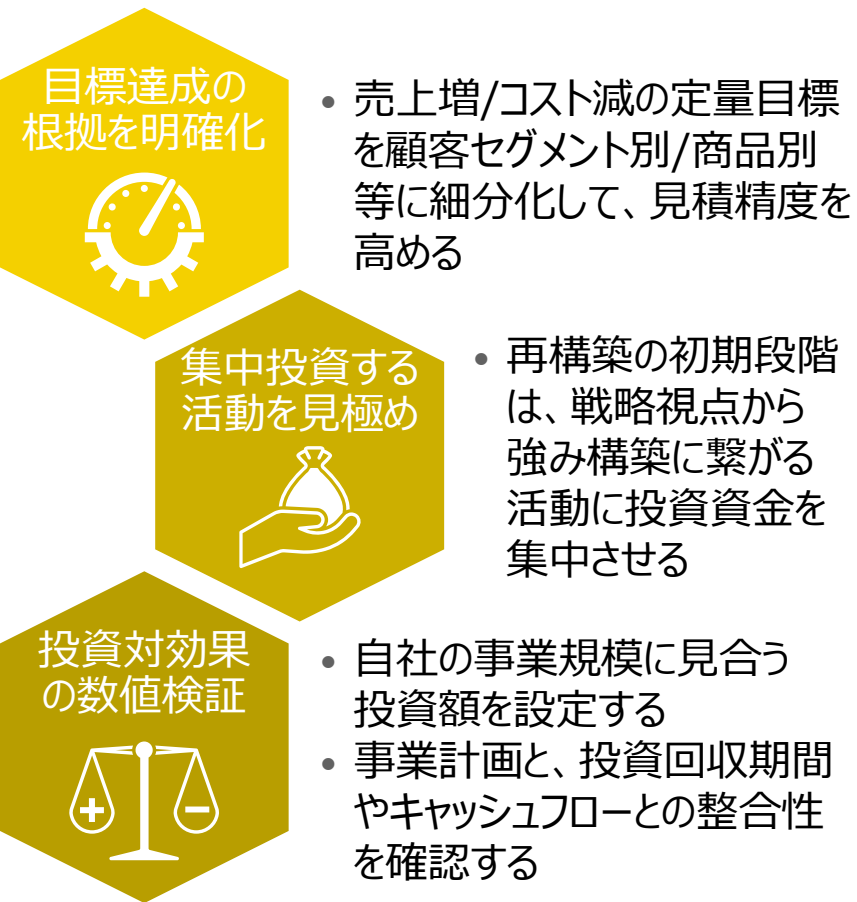 目標達成の
根拠を明確化
• 売上増/コスト減の定量目標
を顧客セグメント別/商品別
等に細分化して、見積精度を
高める
集中投資する
活動を見極め
• 再構築の初期段階
は、戦略視点から
強み構築に繋がる
活動に投資資金を
集中させる
投資対効果
の数値検証
• 自社の事業規模に見合う
投資額を設定する
• 事業計画と、投資回収期間
やキャッシュフローとの整合性
を確認する